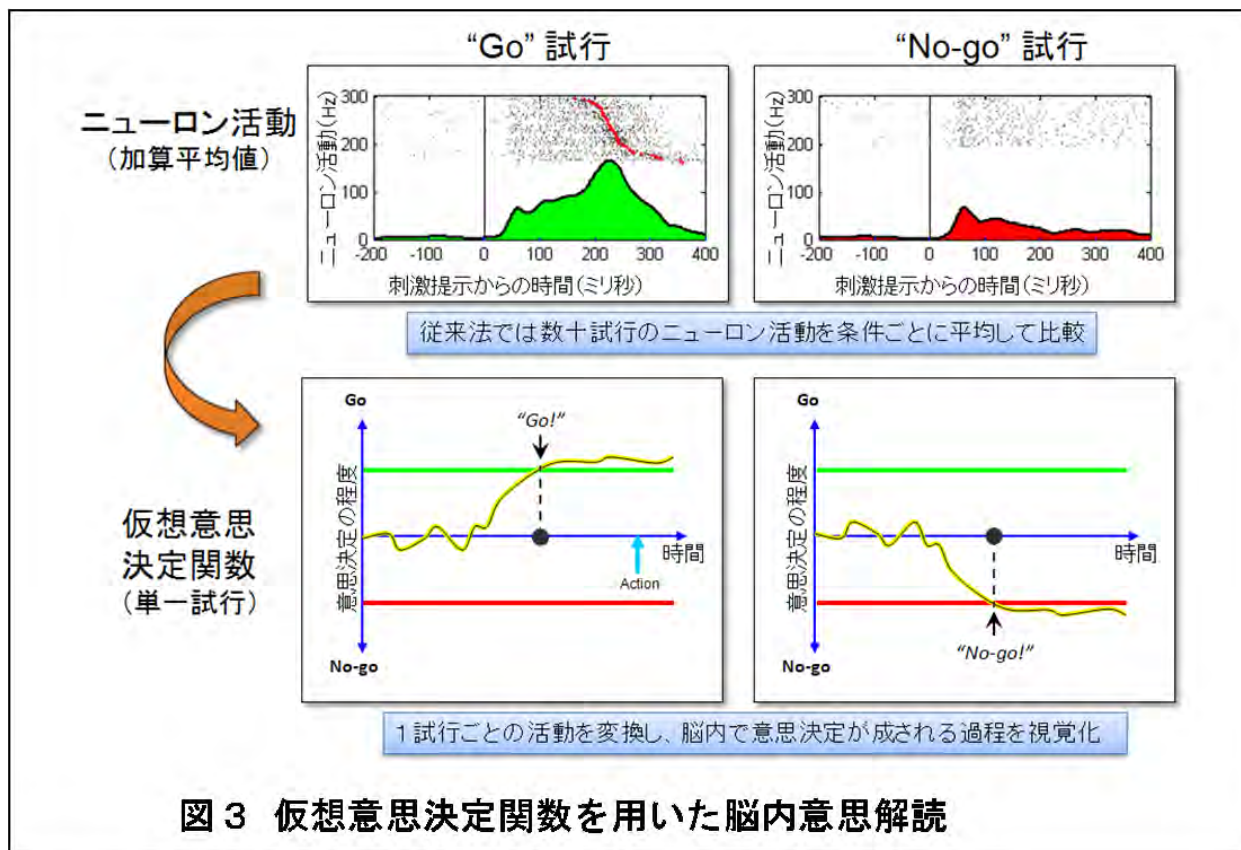 “Go” 試行
“No-go” 試行
ニューロン活動
(加算平均値)
ニューロン活動(Hz)
300
200
100
0
-200 -100 0 100 200 300 400
刺激提示からの時間(ミリ秒)
ニューロン活動(Hz)
300
200
100
0
-200 -100 0 100 200 300 400
刺激提示からの時間(ミリ秒)
従来法では数十試行のニューロン活動を条件ごとに平均して比較
仮想意思
決定関数
(単一試行)
Go
“Go!”
意思決定の程度
時間
Action
No-go
Go
意思決定の程度
時間
“No-go!”
No-go
1試行ごとの活動を変換し、脳内で意思決定が成される過程を視覚化
図3 仮想意思決定関数を用いた脳内意思解読